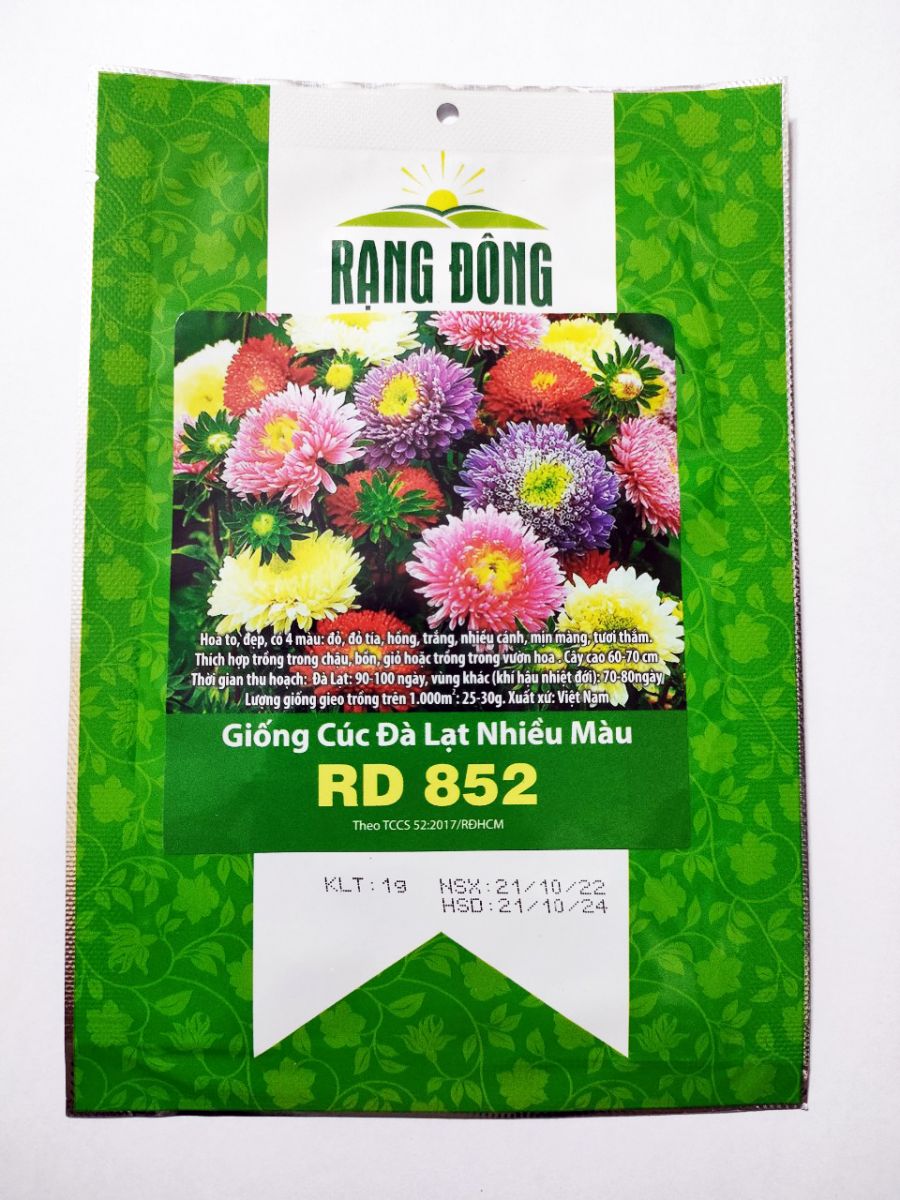 RẠNG ĐÔNG
Hoa to, đẹp, có 4 màu: đỏ, đỏ tía, hồng, trắng, nhiều cánh, mịn màng, tươi thắm.
Thích hợp trồng trong chậu, bồn, giỏ hoặc trồng trong vườn hoa . Cây cao 60-70 cm
Thời gian thu hoạch: Đà Lạt: 90-100 ngày, vùng khác (khí hậu nhiệt đới): 70-80ngày
Lượng giống gieo trồng trên 1.000m²: 25-30g. Xuất xứ: Việt Nam
Giống Cúc Đà Lạt Nhiều Màu
RD 852
Theo TCCS 52:2017/RĐHCM
KLT:1g NSX:21/10/22
HSD:21/10/24